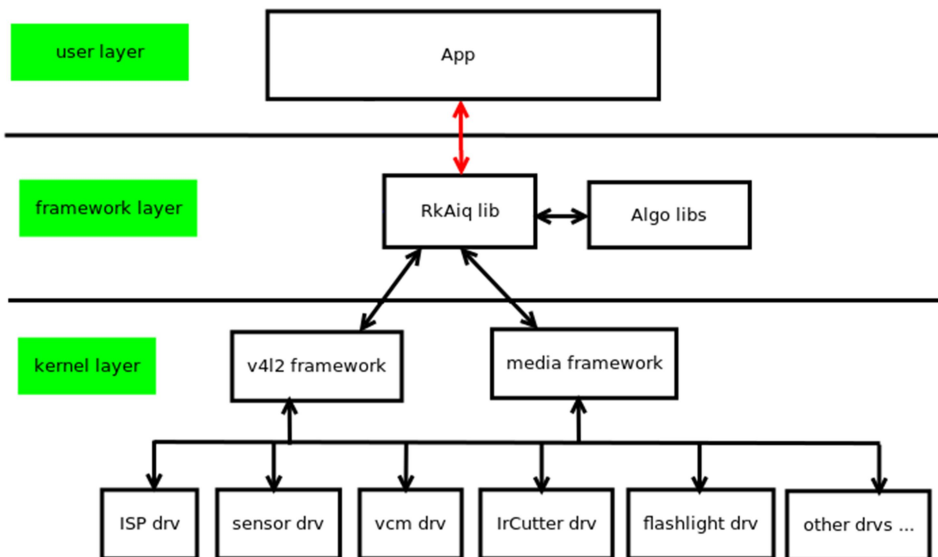 user layer
App
framework layer
RkAiq lib
Algo libs
kernel layer
v4l2 framework
media framework
ISP drv
sensor drv
vcm drv
IrCutter drv
flashlight drv
other drvs ...